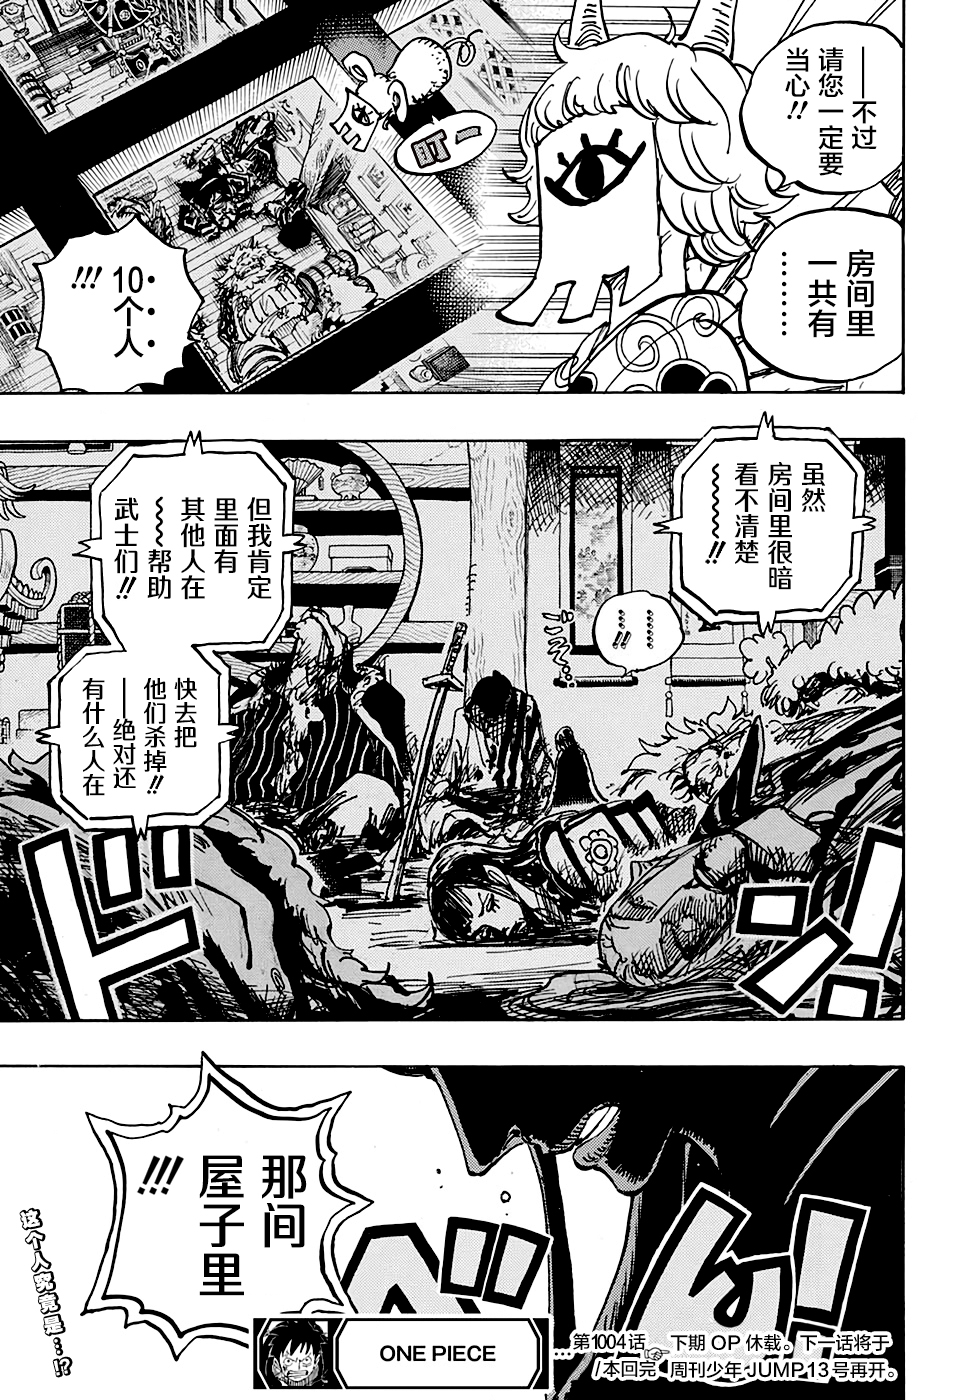 ——不过
请您一定要
当心!!
房间里
一共有
………
盯—
10个人
!!!
虽然
房间里很暗
看不清楚
~~~!!
……
…!!
但我肯定
里面有
其他人在
~~~帮助
武士们!!
快去把
他们杀掉!!
——绝对还
有什么人在
ドン!!
那间
屋子里
!!!
这个人究竟是…!?
ONE PIECE
…
第1004话
/本回完
下期 OP 休载。下一话将于
周刊少年 JUMP13号再开。